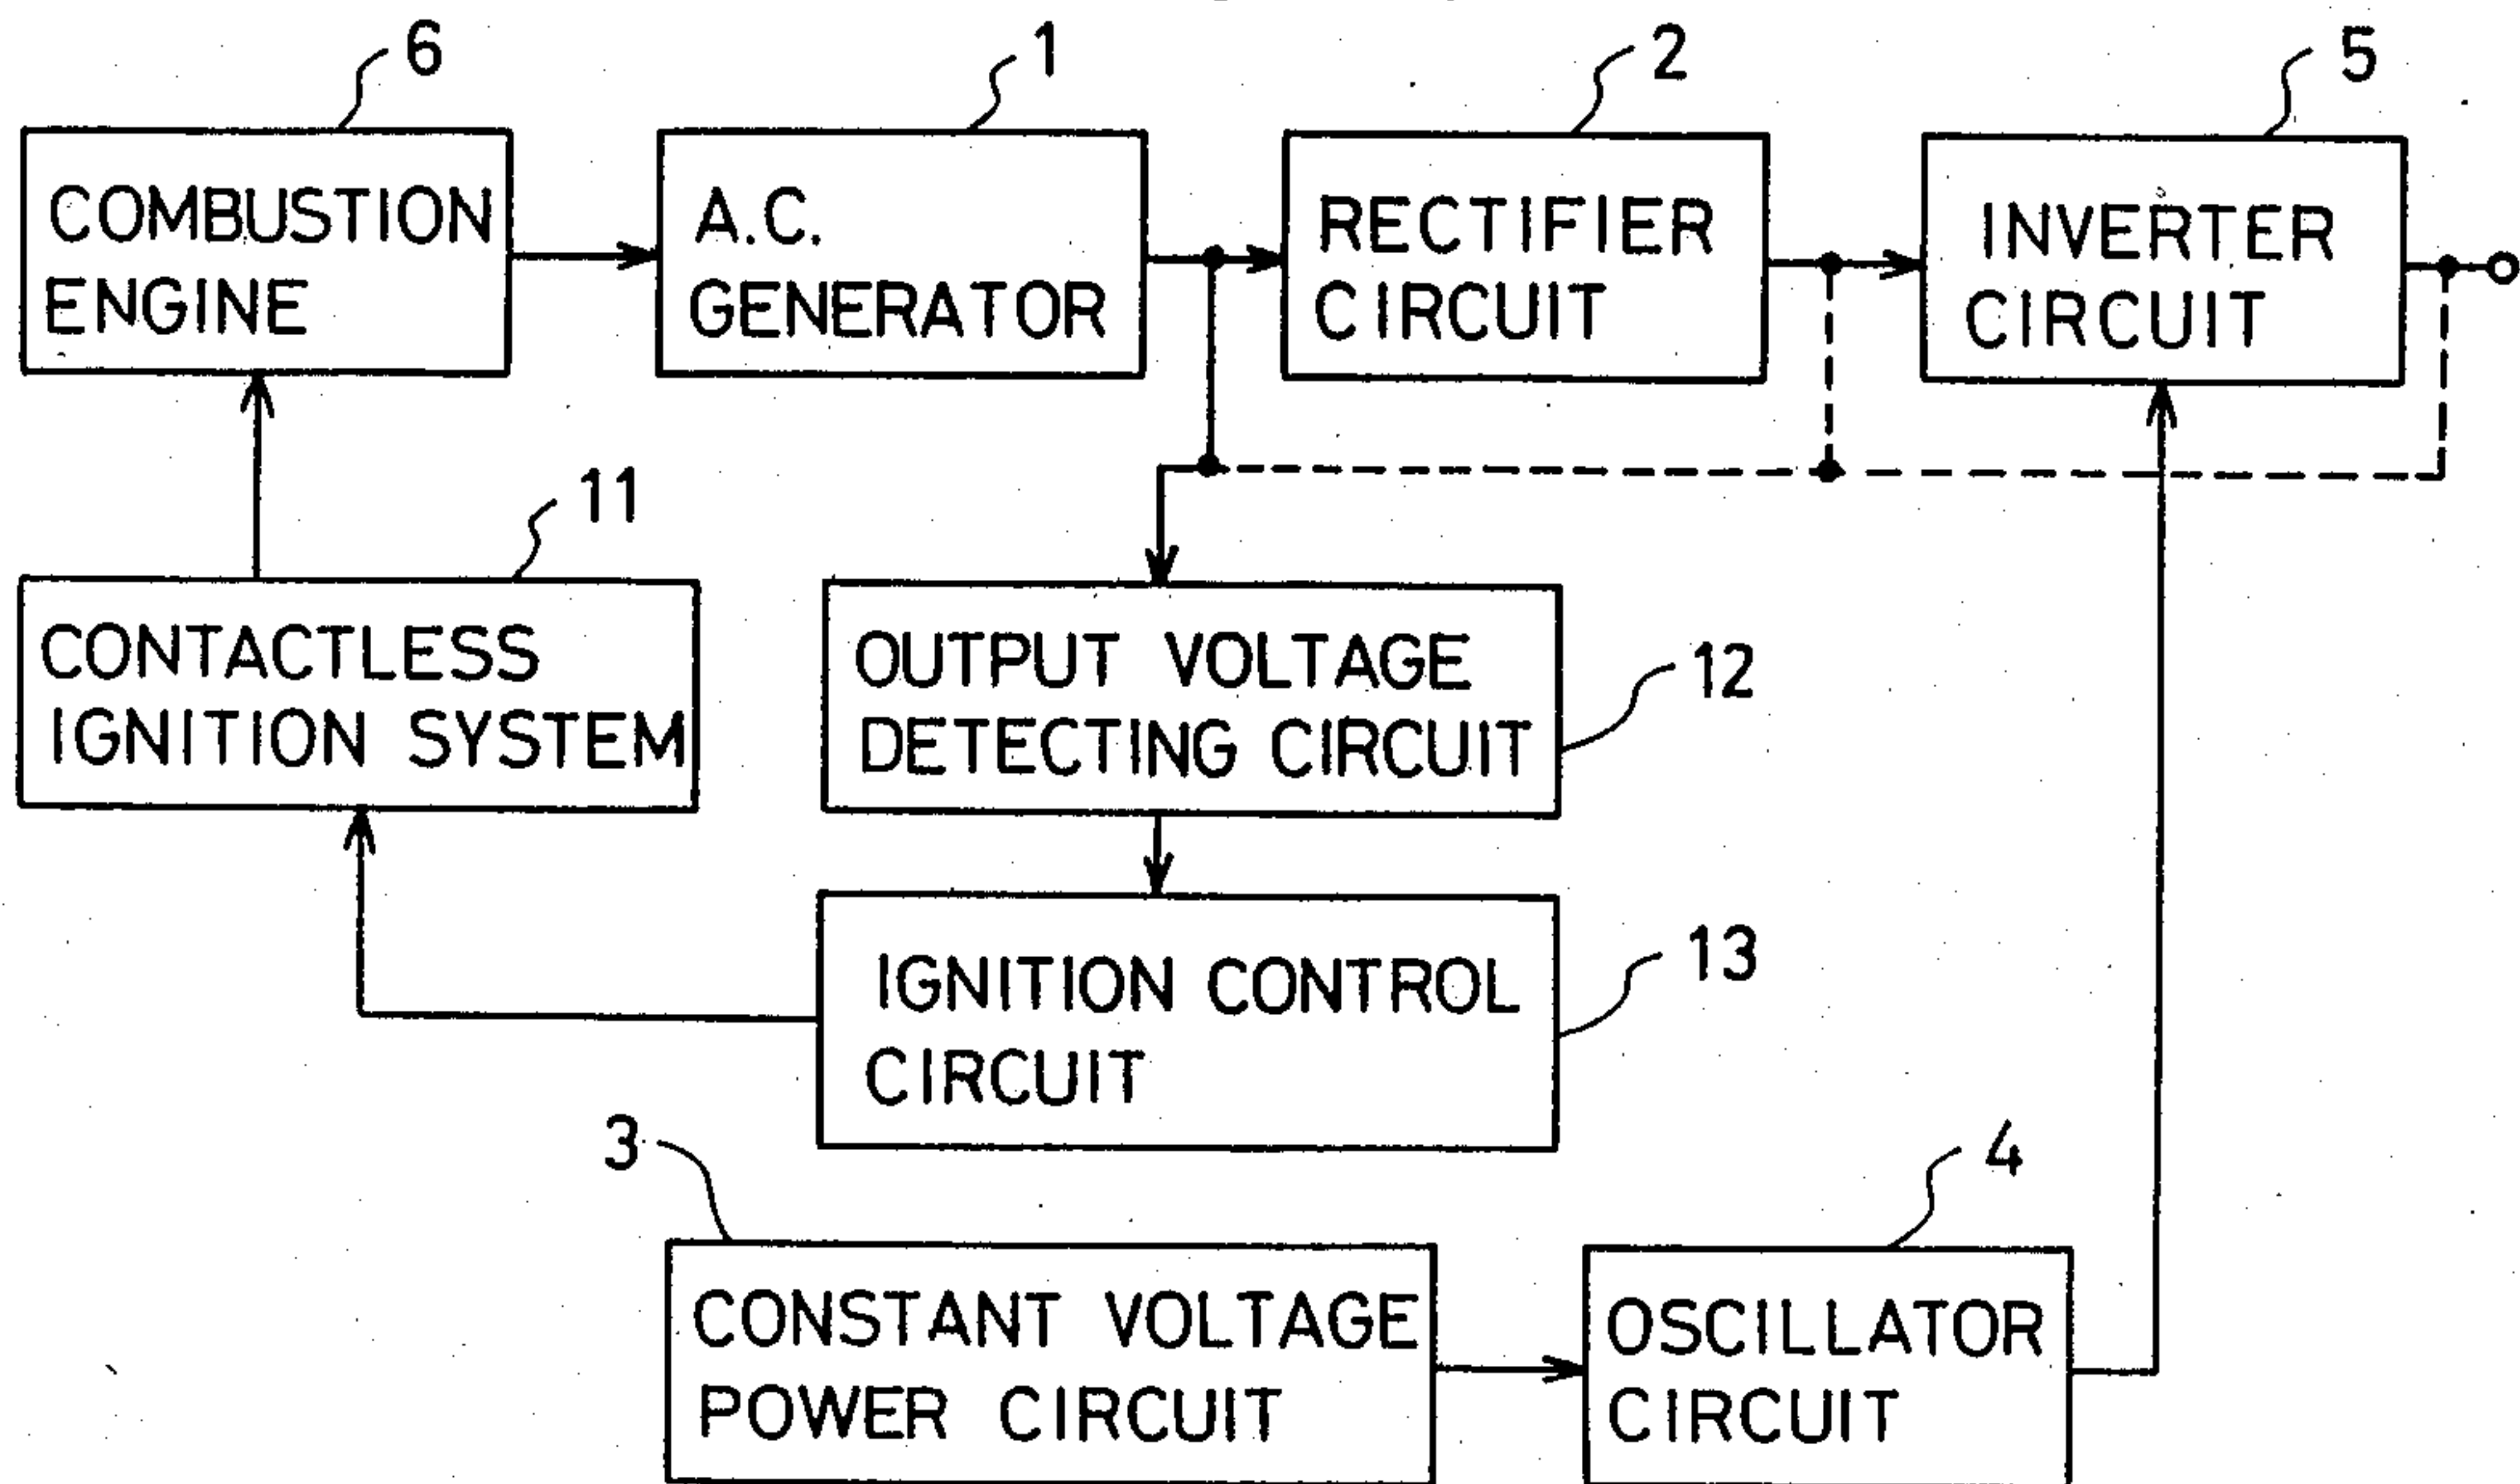 6
1
2
5
COMBUSTION
ENGINE
A.C.
GENERATOR
RECTIFIER
CIRCUIT
INVERTER
CIRCUIT
11
CONTACTLESS
IGNITION SYSTEM
OUTPUT VOLTAGE
DETECTING CIRCUIT
12
IGNITION CONTROL
CIRCUIT
13
3
4
CONSTANT VOLTAGE
POWER CIRCUIT
OSCILLATOR
CIRCUIT